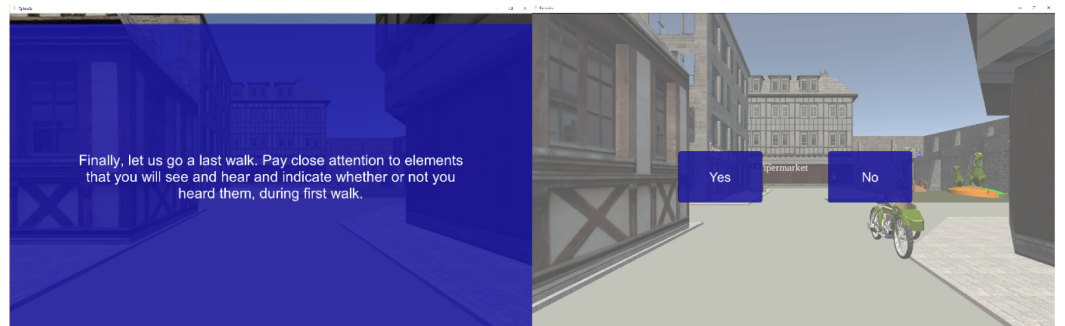 Finally, let us go a last walk. Pay close attention to elements
that you will see and hear and indicate whether or not you
heard them, during first walk.
Yes
No